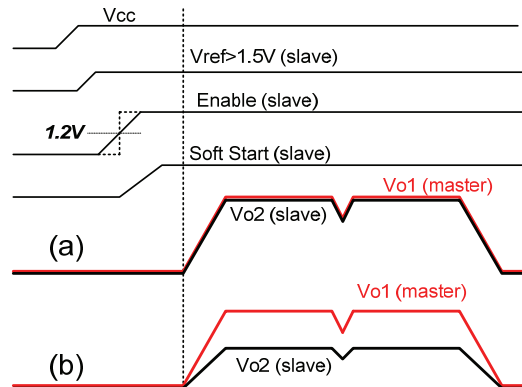 Vcc
Vref>1.5V (slave)
Enable (slave)
1.2V
Soft Start (slave)
Vo1 (master)
Vo2 (slave)
(a)
Vo1 (master)
Vo2 (slave)
(b)